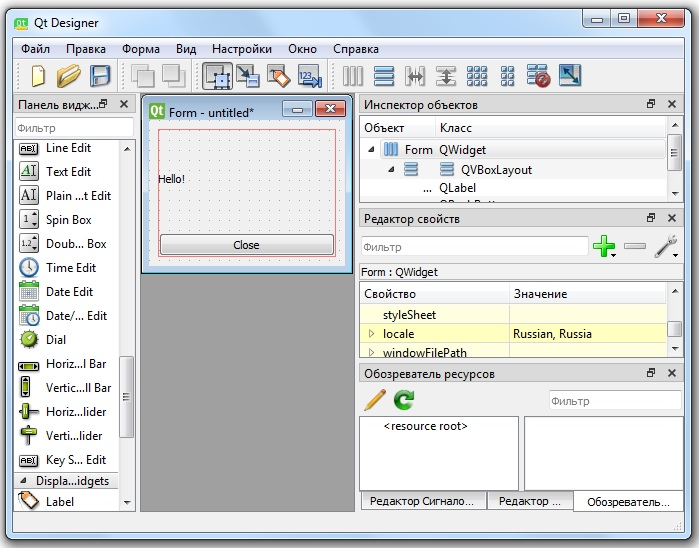 Qt Designer
Файл Правка Форма Вид Настройки Окно Справка
123
Панель видж...
Фильтр
Line Edit
Text Edit
Plain ...t Edit
Spin Box
Doub... Box
Time Edit
Date Edit
Date/... Edit
Dial
Horiz...l Bar
Vertic...ll Bar
Horiz...lider
Verti...lider
Key S... Edit
Displa...idgets
Label
Qt Form - untitled*
Hello!
Close
Инспектор объектов
Объект Класс
Form QWidget
QVBoxLayout
... QLabel
Редактор свойств
Фильтр
Form : QWidget
Свойство Значение
styleSheet
locale Russian, Russia
windowFilePath
Обозреватель ресурсов
Фильтр
<resource root>
Редактор Сигнало... Редактор ... Обозреватель...